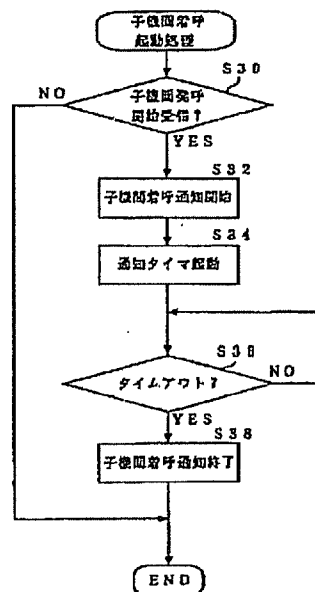 子機間着呼
起動処理
S30
子機間発呼
開始受信?
NO
YES
S32
子機間着呼通知開始
S34
通知タイマ起動
S36
タイムアウト?
NO
YES
S38
子機間着呼通知終了
END